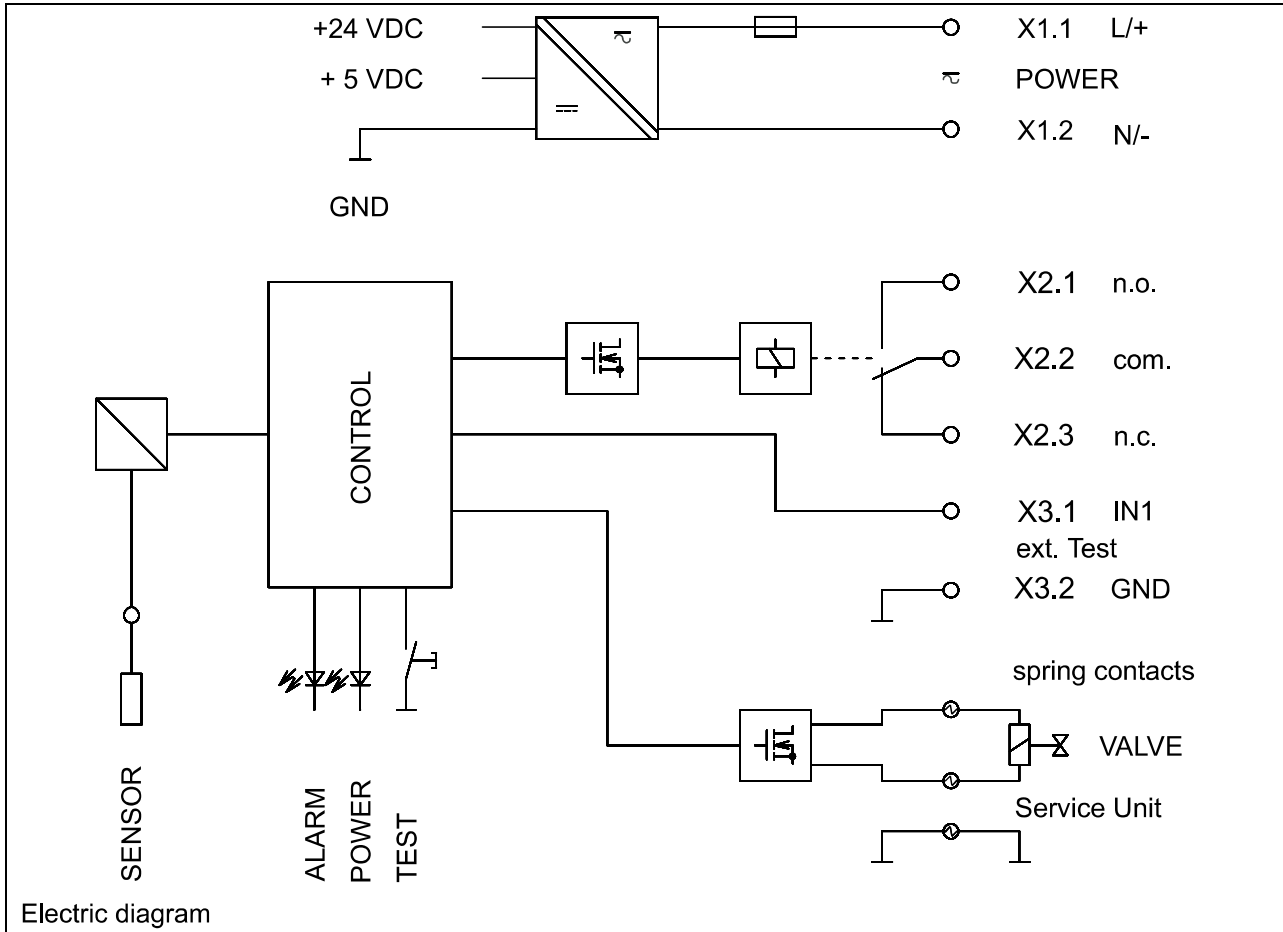 +24 VDC
X1.1 L/+
+ 5 VDC
POWER
X1.2 N/-
GND
X2.1 n.o.
X2.2 com.
X2.3 n.c.
CONTROL
X3.1 IN1
ext. Test
X3.2 GND
spring contacts
VALVE
Service Unit
SENSOR
ALARM
POWER
TEST
Electric diagram